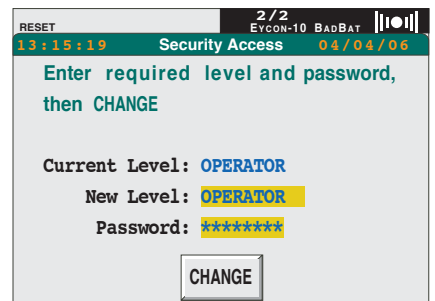 2/2
RESET EYCON-10 BADBAT
13:15:19 Security Access 04/04/06
Enter required level and password,
then CHANGE
Current Level: OPERATOR
New Level: OPERATOR
Password: ********
CHANGE